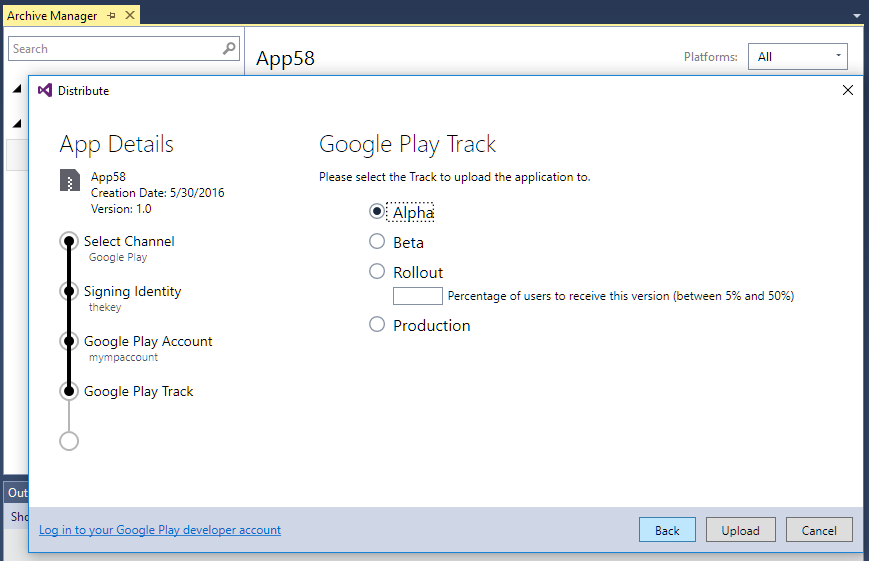 Archive Manager
Search
App58
Platforms:
All
Distribute
App Details
App58
Creation Date: 5/30/2016
Version: 1.0
Select Channel
Google Play
Signing Identity
thekey
Google Play Account
mympaccount
Google Play Track
Google Play Track
Please select the Track to upload the application to.
Alpha
Beta
Rollout
Percentage of users to receive this version (between 5% and 50%)
Production
Out
Sho
Log in to your Google Play developer account
Back
Upload
Cancel